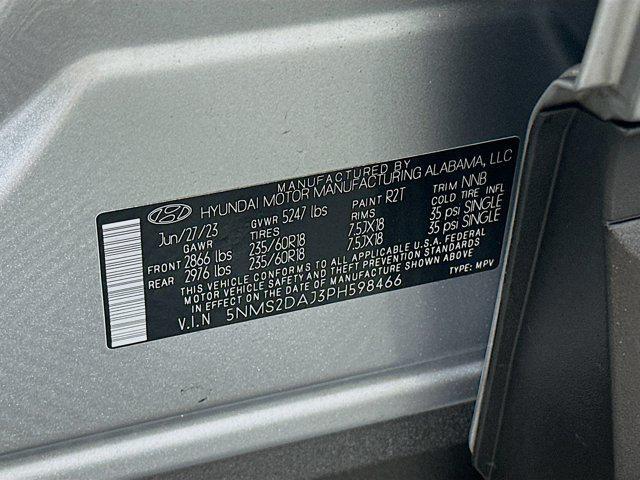 MANUFACTURED BY
HYUNDAI MOTOR MANUFACTURING ALABAMA, LLC
Jun/27/23 GVWR 5247 lbs PAINT R2T TRIM NNB
GAWR TIRES RIMS COLD TIRE INFL
FRONT 2866 lbs 235/60R18 7.5JX18 35 psi SINGLE
REAR 2976 lbs 235/60R18 7.5JX18 35 psi SINGLE
THIS VEHICLE CONFORMS TO ALL APPLICABLE U.S.A. FEDERAL
MOTOR VEHICLE SAFETY AND THEFT PREVENTION STANDARDS
IN EFFECT ON THE DATE OF MANUFACTURE SHOWN ABOVE.
V.I.N 5NMS2DAJ3PH598466 TYPE: MPV